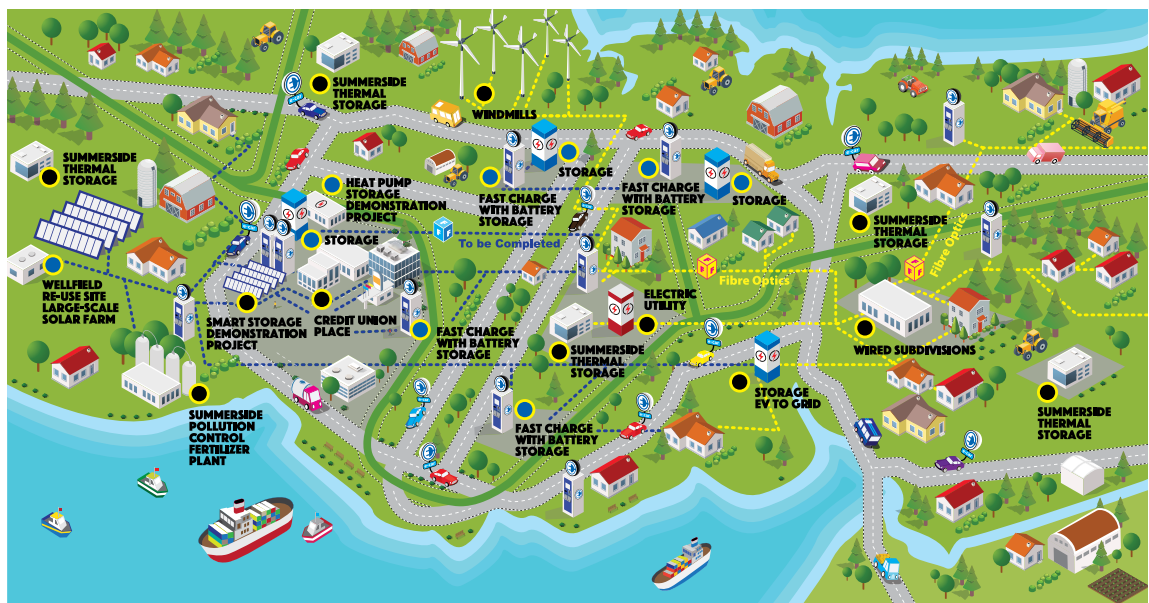 SUMMERSIDE
THERMAL
STORAGE
WINDMILLS
SUMMERSIDE
THERMAL
STORAGE
HEAT PUMP
STORAGE
DEMONSTRATION
PROJECT
STORAGE
FAST CHARGE
WITH BATTERY
STORAGE
STORAGE
FAST CHARGE
WITH BATTERY
STORAGE
STORAGE
SUMMERSIDE
THERMAL
STORAGE
To be Completed
Fibre Optics
Fibre Optics
WELLFIELD
RE-USE SITE
LARGE-SCALE
SOLAR FARM
SMART STORAGE
DEMONSTRATION
PROJECT
CREDIT UNION
PLACE
FAST CHARGE
WITH BATTERY
STORAGE
ELECTRIC
UTILITY
SUMMERSIDE
THERMAL
STORAGE
WIRED SUBDIVISIONS
STORAGE
EV TO GRID
SUMMERSIDE
THERMAL
STORAGE
SUMMERSIDE
POLLUTION
CONTROL
FERTILIZER
PLANT
FAST CHARGE
WITH BATTERY
STORAGE